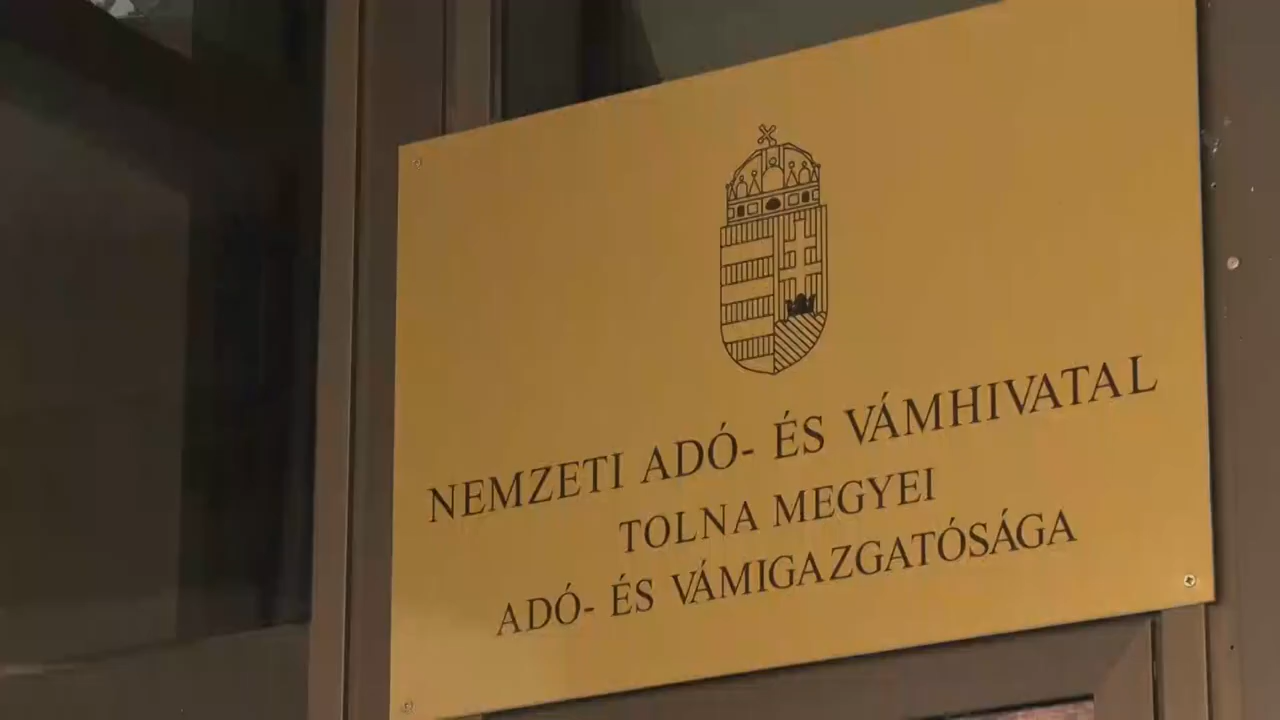 NEMZETI ADÓ- ÉS VÁMHIVATAL
TOLNA MEGYEI
ADÓ- ÉS VÁMIGAZGATÓSÁGA